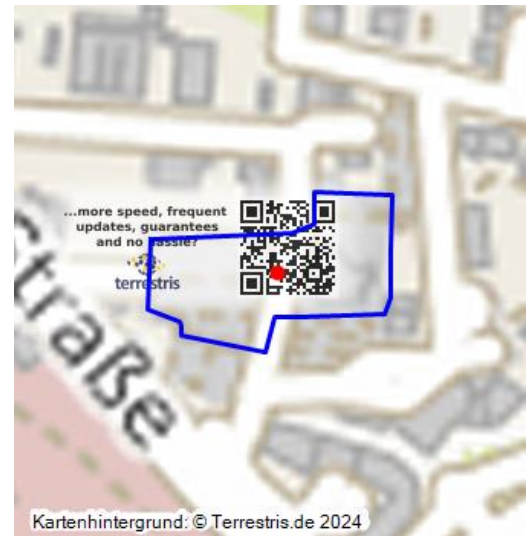 ...more speed, frequent
updates, guarantees
and no hassle?
terrestris
straße
Kartenhintergrund: © Terrestris.de 2024